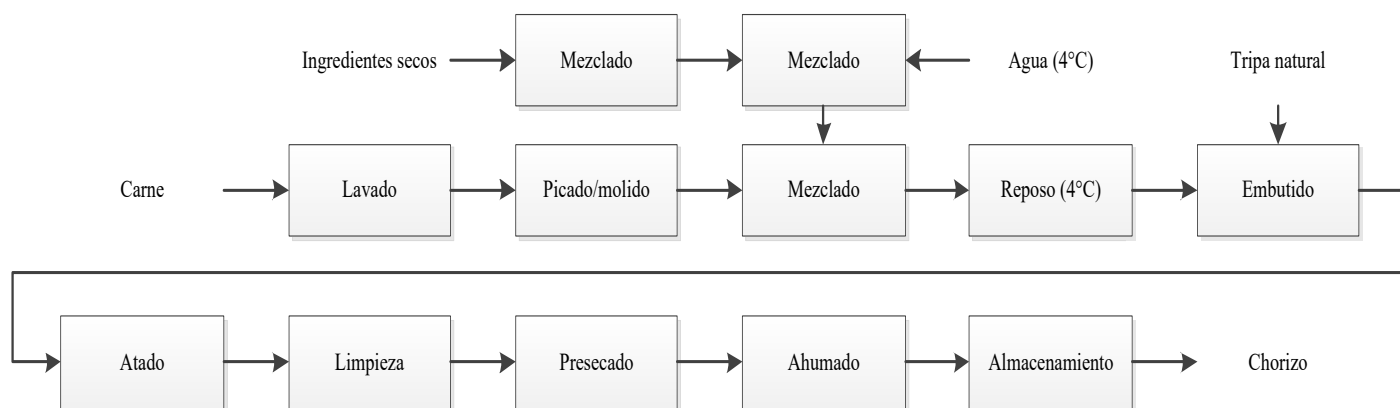 Ingredientes secos
Mezclado
Mezclado
Agua (4°C)
Tripa natural
Carne
Lavado
Picado/molido
Mezclado
Reposo (4°C)
Embutido
Atado
Limpieza
Presecado
Ahumado
Almacenamiento
Chorizo